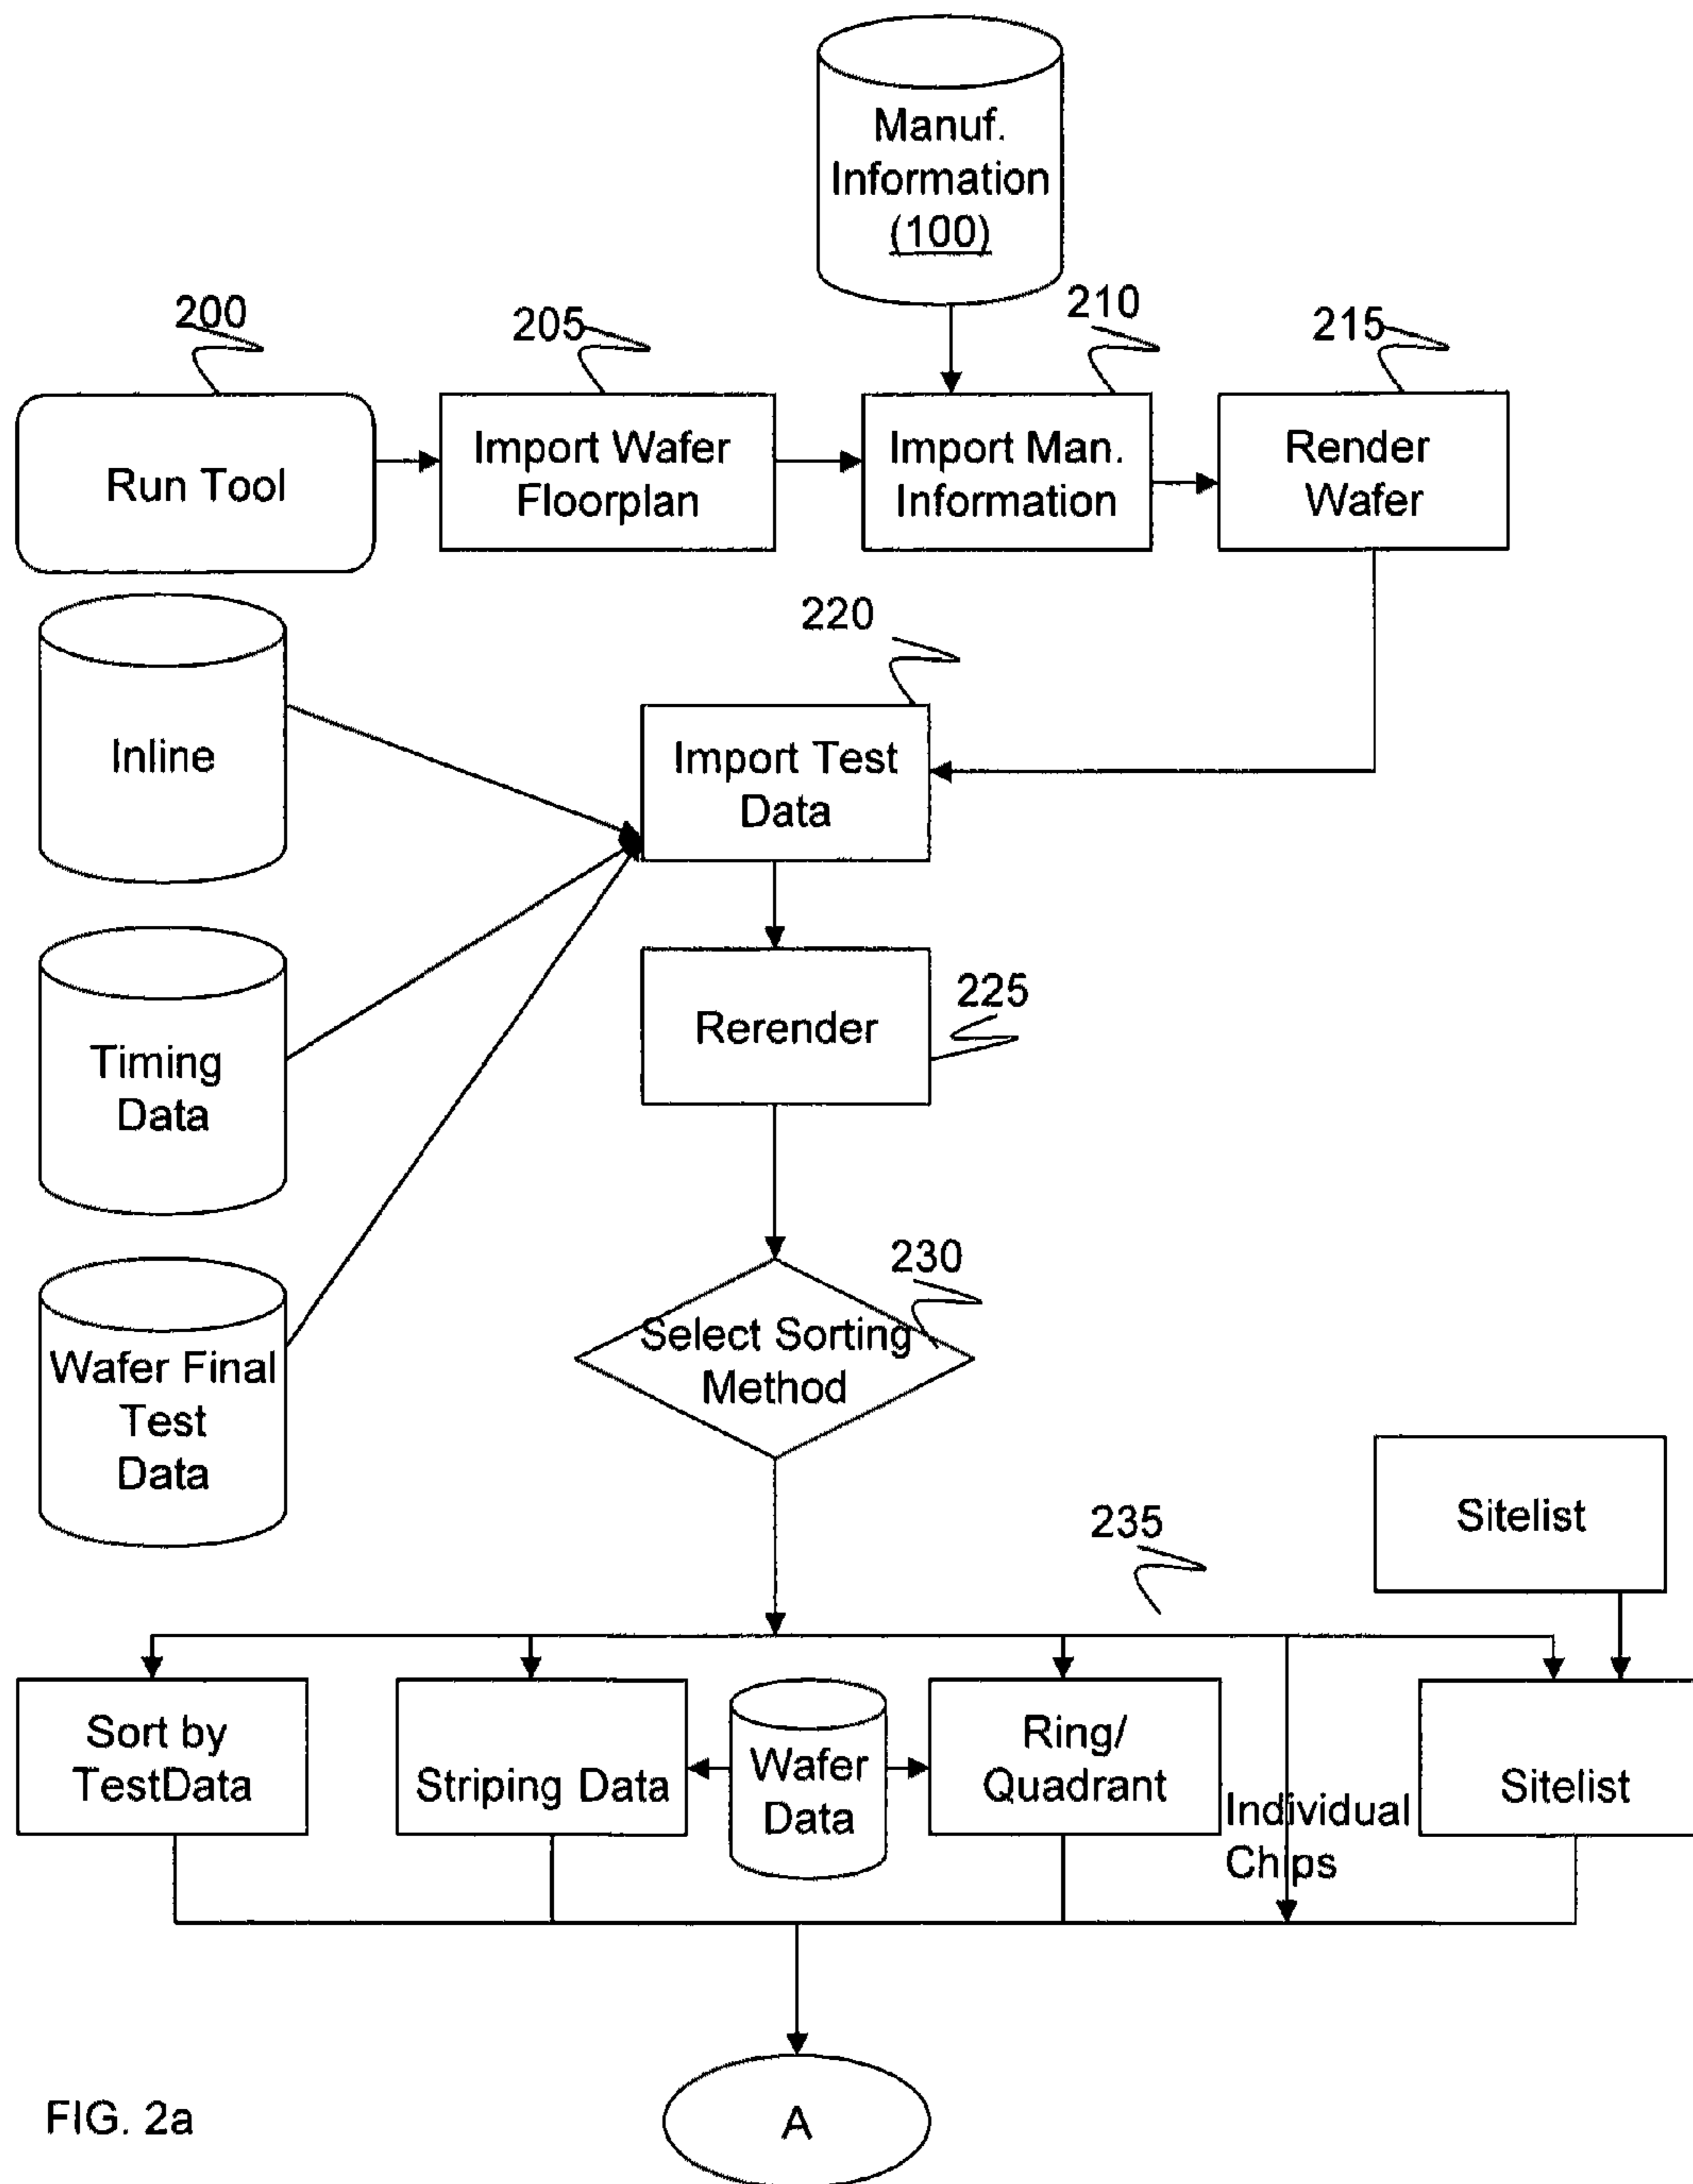 Manuf.
Information
(100)
200
205
210
215
Run Tool
Import Wafer
Floorplan
Import Man.
Information
Render
Wafer
220
Inline
Import Test
Data
225
Rerender
Timing
Data
230
Select Sorting
Method
Wafer Final
Test
Data
235
Sitelist
Sort by
TestData
Striping Data
Wafer
Data
Ring/
Quadrant
Individual
Chips
Sitelist
A
FIG. 2a